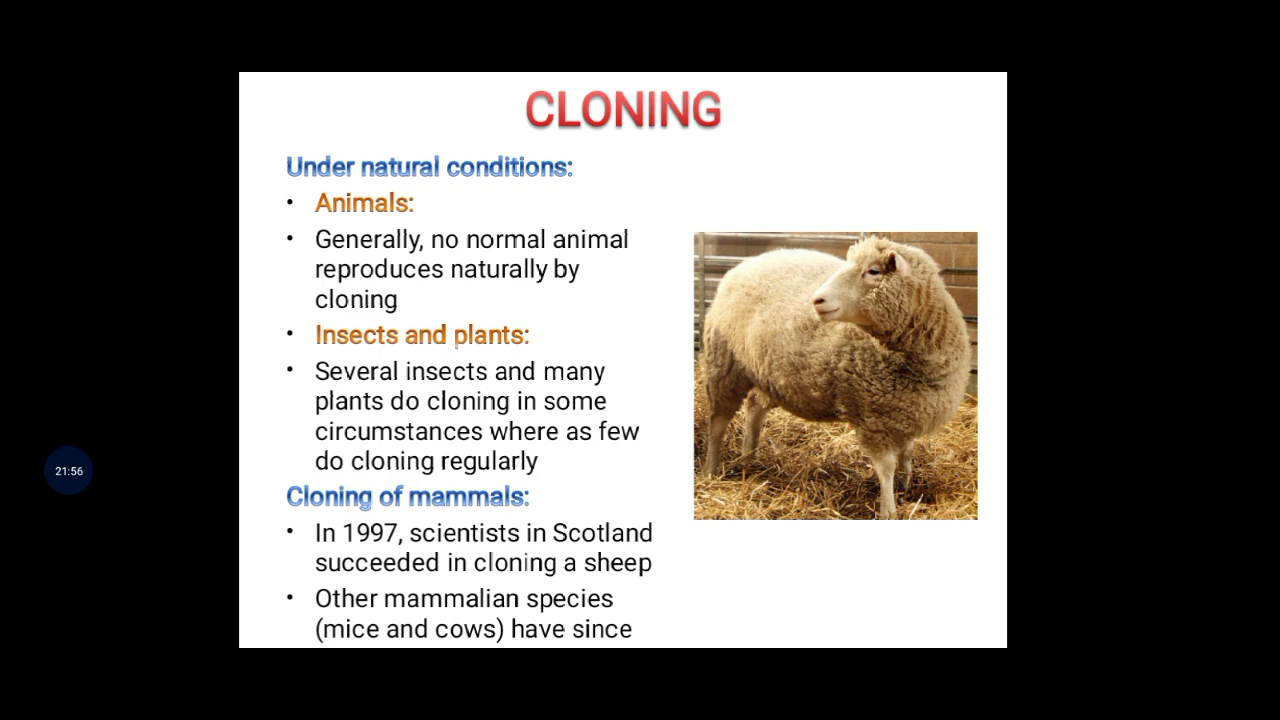 CLONING
Under natural conditions:
• Animals:
• Generally, no normal animal
reproduces naturally by
cloning
• Insects and plants:
• Several insects and many
plants do cloning in some
circumstances where as few
do cloning regularly
Cloning of mammals:
• In 1997, scientists in Scotland
succeeded in cloning a sheep
• Other mammalian species
(mice and cows) have since
21:56